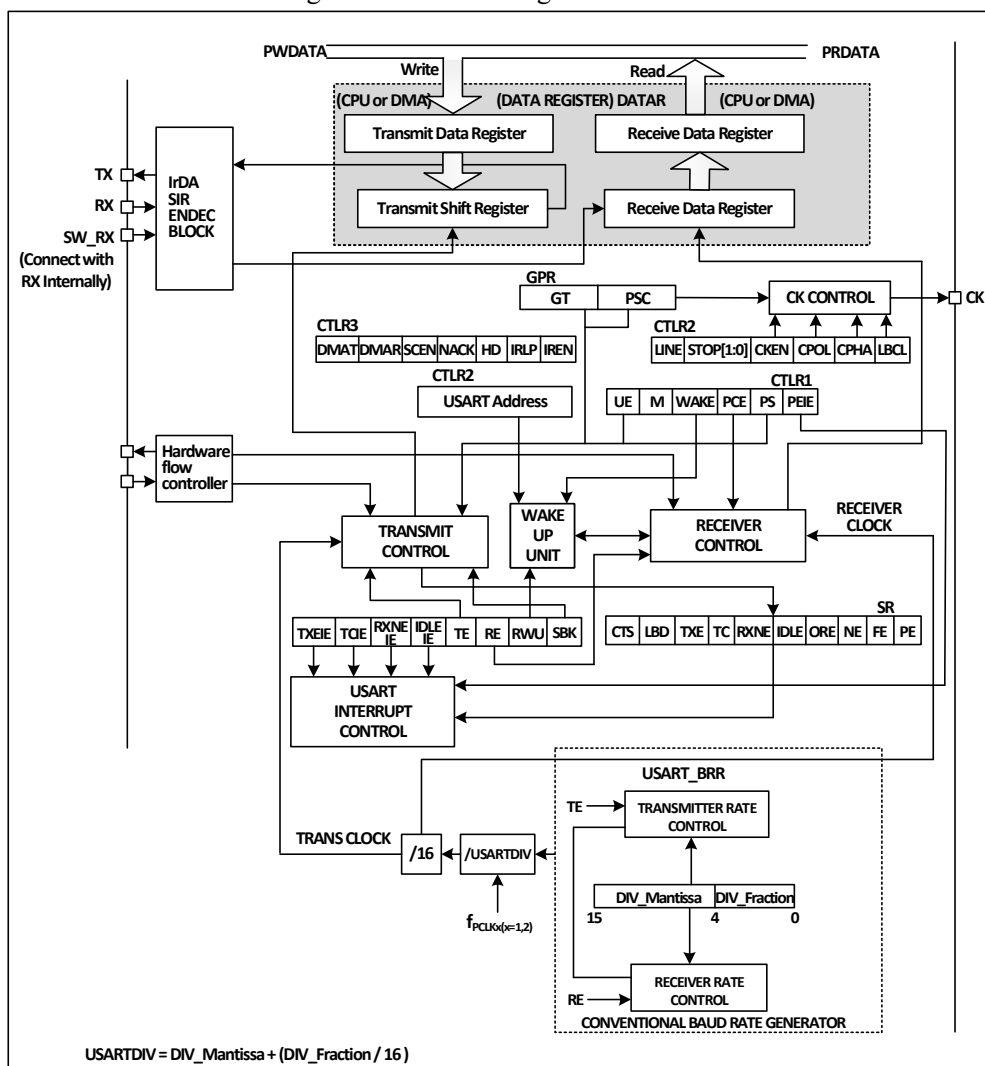 PWDATA
PRDATA
Write
Read
(CPU or DMA)
(DATA REGISTER) DATAR
(CPU or DMA)
Transmit Data Register
Receive Data Register
Transmit Shift Register
Receive Data Register
TX
RX
SW_RX
(Connect with
RX Internally)
IrDA
SIR
ENDEC
BLOCK
GPR
GT
PSC
CK CONTROL
CK
CTLR3
DMAT DMAR SCEN NACK HD IRLP IREN
CTLR2
LINE STOP[1:0] CKEN CPOL CPHA LBCL
CTLR2
USART Address
CTLR1
UE M WAKE PCE PS PEIE
Hardware
flow
controller
TRANSMIT
CONTROL
WAKE
UP
UNIT
RECEIVER
CONTROL
RECEIVER
CLOCK
TXEIE TCIE RXNE IE IDLE IE TE RE RWU SBK
SR
CTS LBD TXE TC RXNE IDLE ORE NE FE PE
USART
INTERRUPT
CONTROL
USART_BRR
TE
TRANSMITTER RATE
CONTROL
TRANS CLOCK
/16
/USARTDIV
fPCLKx(x=1,2)
DIV_Mantissa DIV_Fraction
15 4 0
RE
RECEIVER RATE
CONTROL
CONVENTIONAL BAUD RATE GENERATOR
USARTDIV = DIV_Mantissa + (DIV_Fraction / 16 )